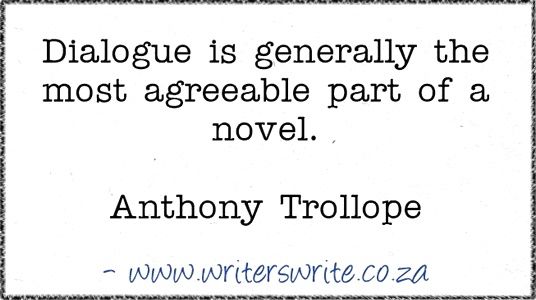 Dialogue is generally the
most agreeable part of a
novel.
Anthony Trollope
- www.writerswrite.co.za